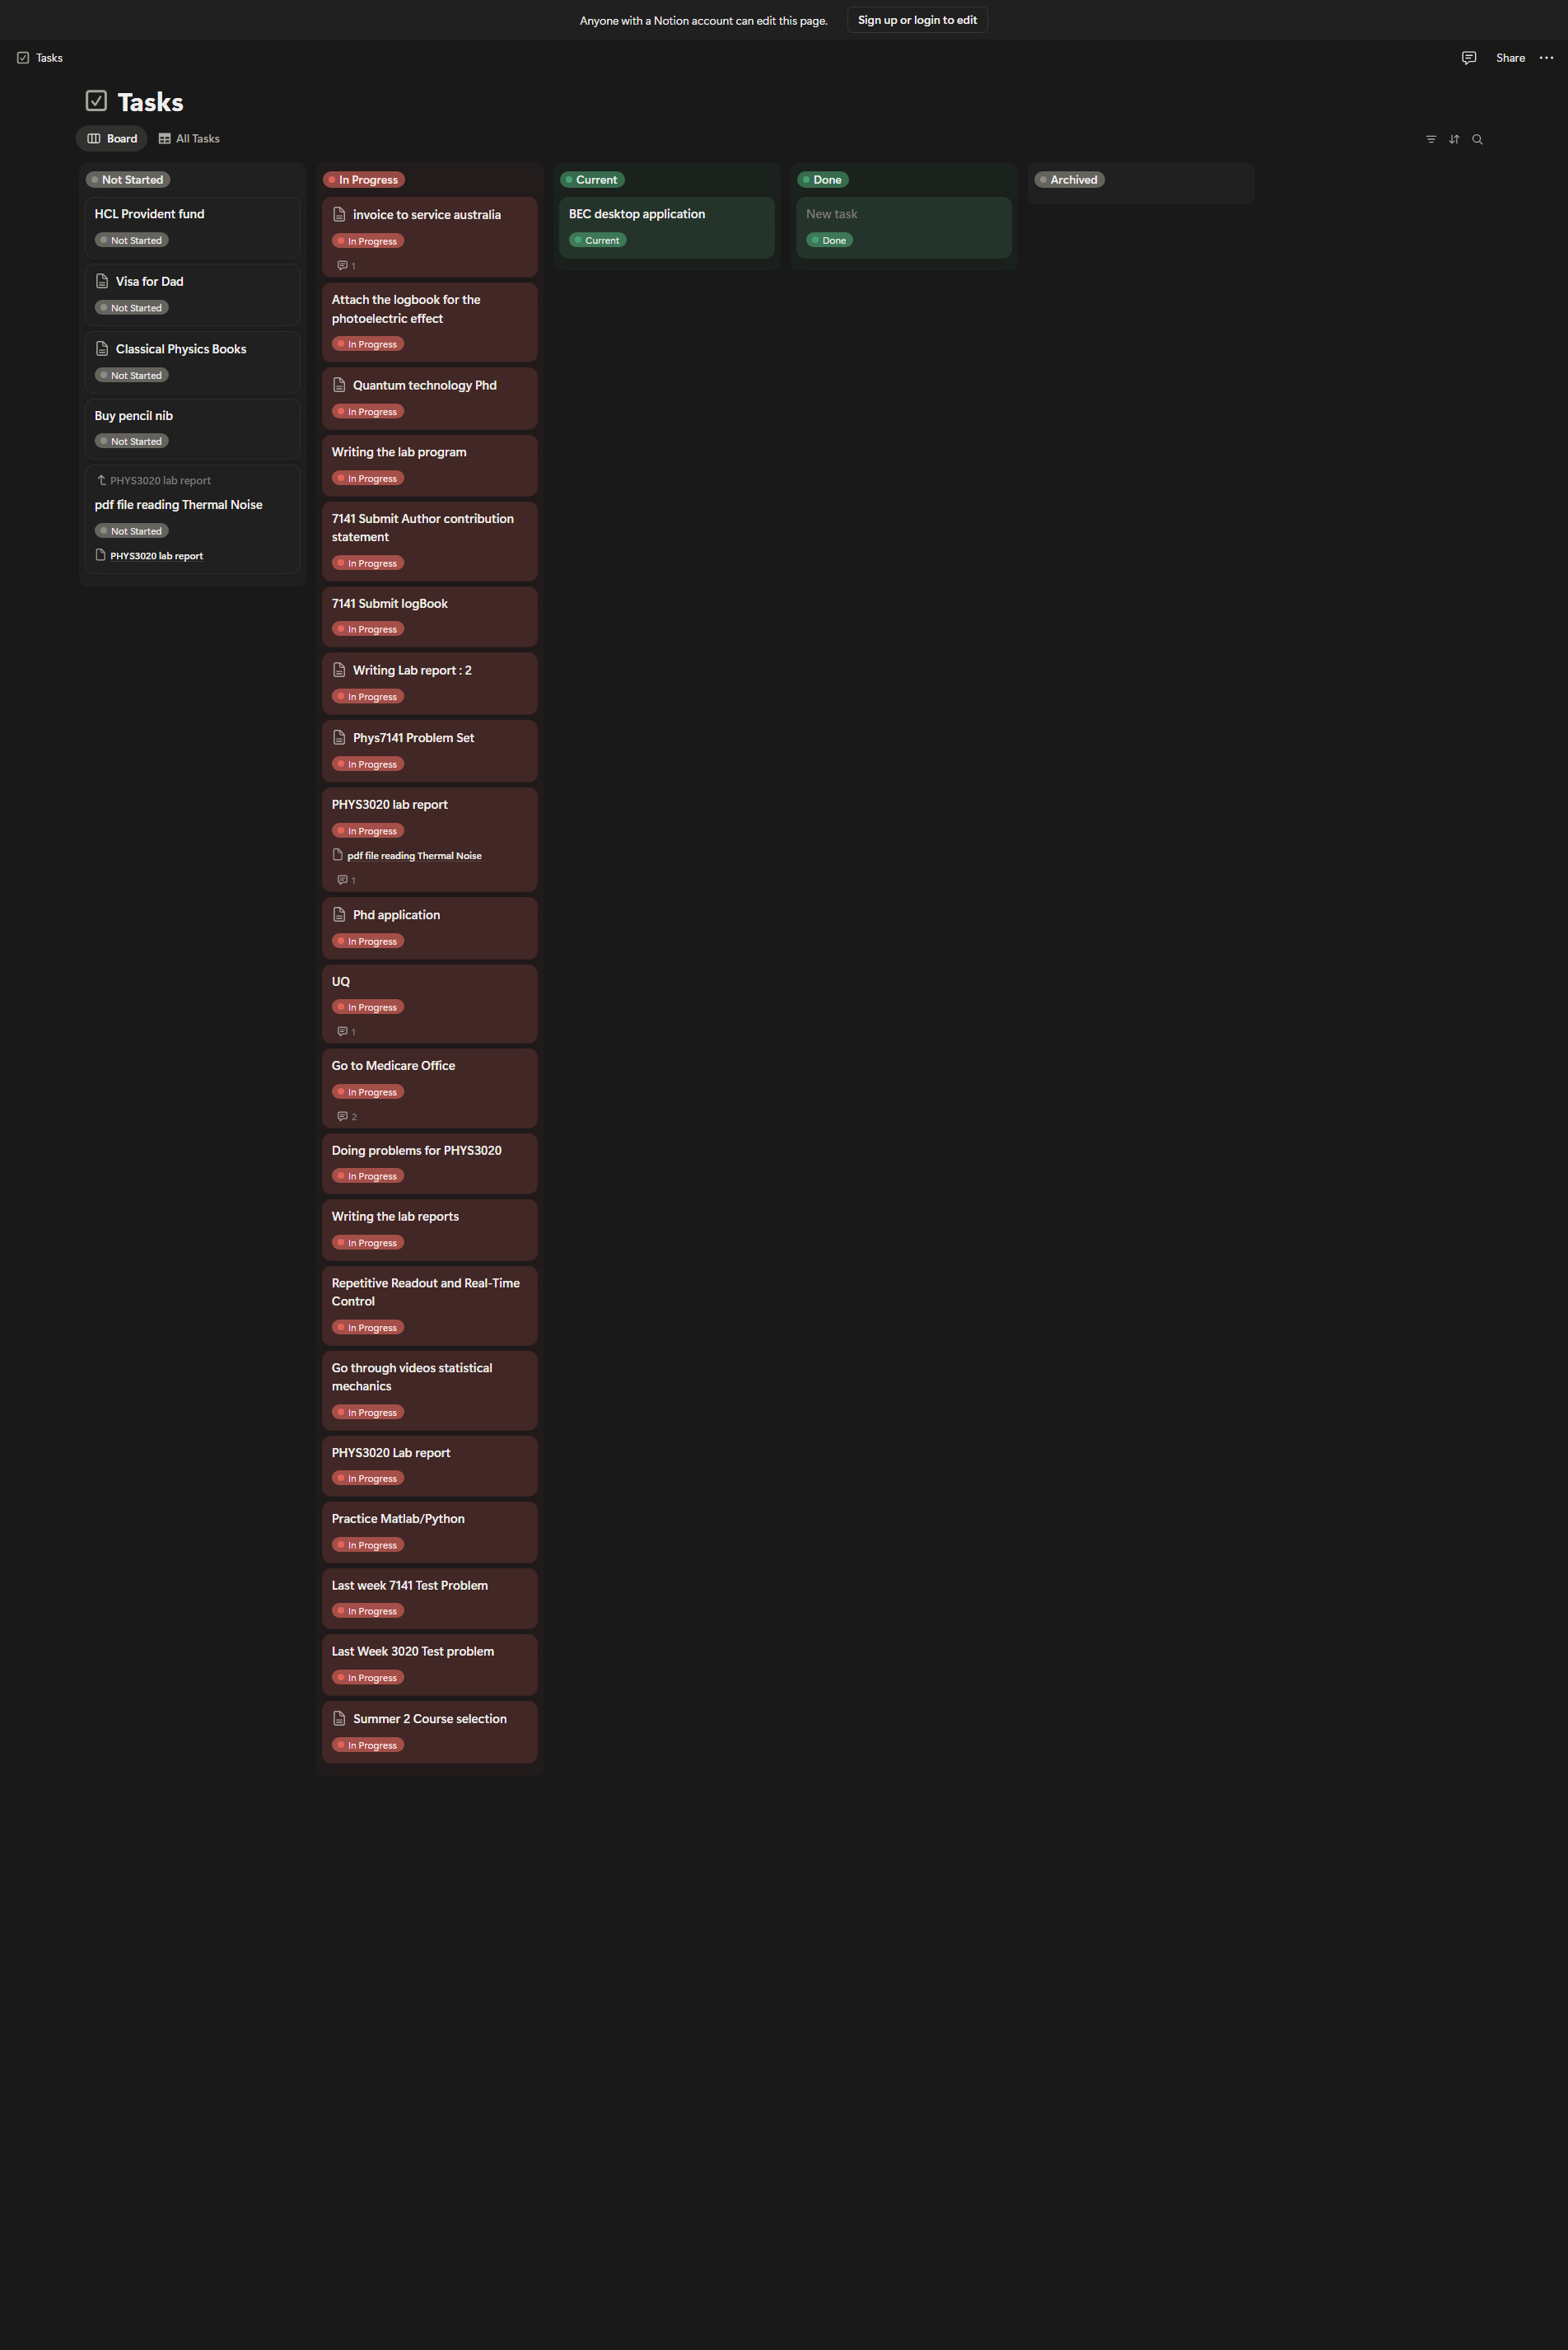 Anyone with a Notion account can edit this page. Sign up or login to edit
Tasks
Share
Tasks
Board
All Tasks
Not Started
HCL Provident fund
Not Started
Visa for Dad
Not Started
Classical Physics Books
Not Started
Buy pencil nib
Not Started
PHYS3020 lab report
pdf file reading Thermal Noise
Not Started
PHYS3020 lab report
In Progress
invoice to service australia
In Progress
1
Attach the logbook for the
photoelectric effect
In Progress
Quantum technology Phd
In Progress
Writing the lab program
In Progress
7141 Submit Author contribution
statement
In Progress
7141 Submit logBook
In Progress
Writing Lab report : 2
In Progress
Phys7141 Problem Set
In Progress
PHYS3020 lab report
In Progress
pdf file reading Thermal Noise
1
Phd application
In Progress
UQ
In Progress
1
Go to Medicare Office
In Progress
2
Doing problems for PHYS3020
In Progress
Writing the lab reports
In Progress
Repetitive Readout and Real-Time
Control
In Progress
Go through videos statistical
mechanics
In Progress
PHYS3020 Lab report
In Progress
Practice Matlab/Python
In Progress
Last week 7141 Test Problem
In Progress
Last Week 3020 Test problem
In Progress
Summer 2 Course selection
In Progress
Current
BEC desktop application
Current
Done
New task
Done
Archived